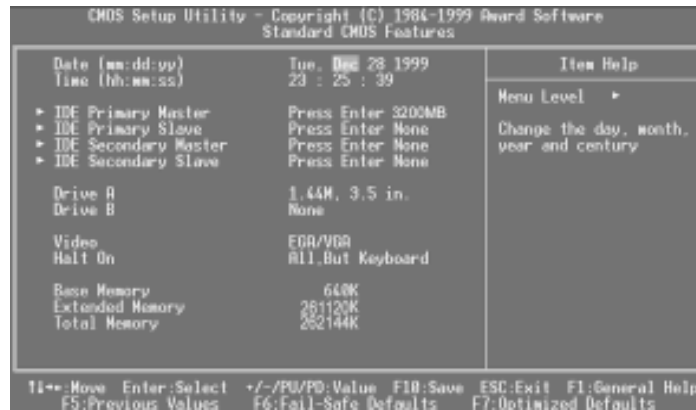 CMOS Setup Utility - Copyright (C) 1984-1999 Award Software
Standard CMOS Features
Date (mm:dd:yy) Tue, Dec 28 1999
Time (hh:mm:ss) 23 : 25 : 39
► IDE Primary Master Press Enter 3200MB
► IDE Primary Slave Press Enter None
► IDE Secondary Master Press Enter None
► IDE Secondary Slave Press Enter None
Drive A 1.44M, 3.5 in.
Drive B None
Video EGA/VGA
Halt On All,But Keyboard
Base Memory 640K
Extended Memory 261120K
Total Memory 262144K
Item Help
Menu Level ►
Change the day, month,
year and century
↑↓→←:Move Enter:Select +/-/PU/PD:Value F10:Save ESC:Exit F1:General Help
F5:Previous Values F6:Fail-Safe Defaults F7:Optimized Defaults